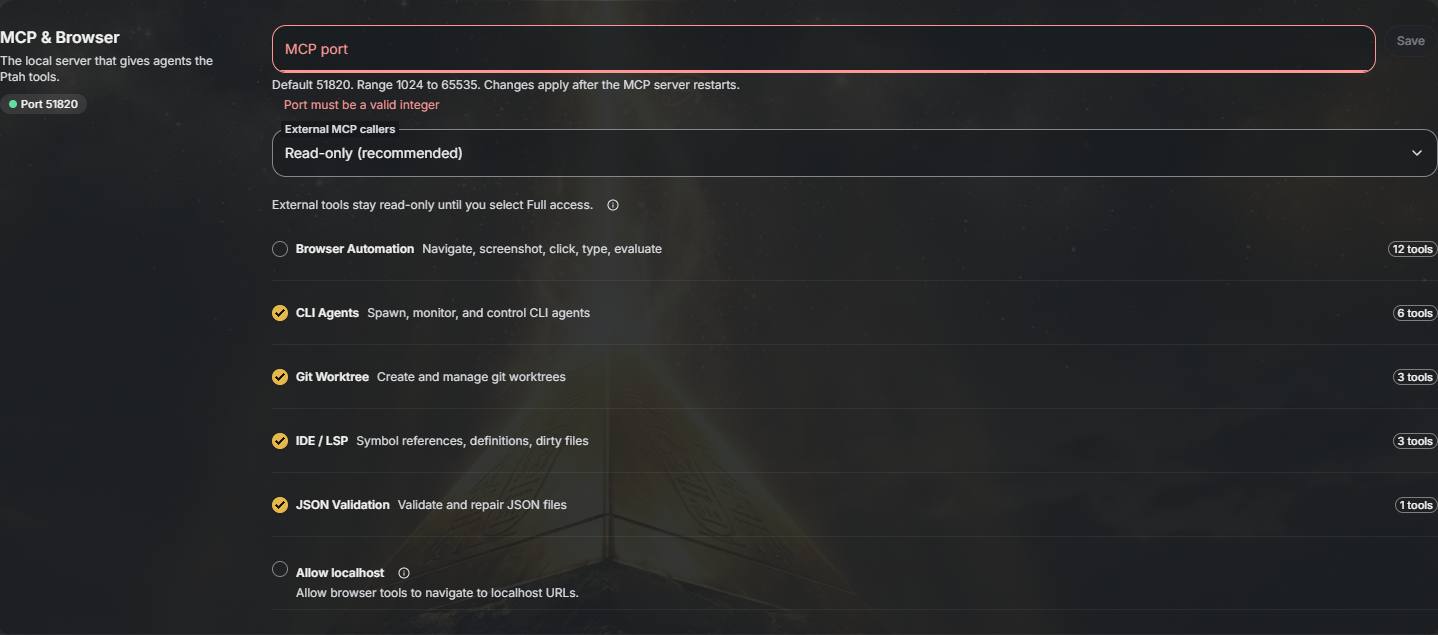 MCP & Browser
The local server that gives agents the
Ptah tools.
Port 51820
MCP port
Save
Default 51820. Range 1024 to 65535. Changes apply after the MCP server restarts.
Port must be a valid integer
External MCP callers
Read-only (recommended)
External tools stay read-only until you select Full access.
Browser Automation Navigate, screenshot, click, type, evaluate
12 tools
CLI Agents Spawn, monitor, and control CLI agents
6 tools
Git Worktree Create and manage git worktrees
3 tools
IDE / LSP Symbol references, definitions, dirty files
3 tools
JSON Validation Validate and repair JSON files
1 tools
Allow localhost
Allow browser tools to navigate to localhost URLs.